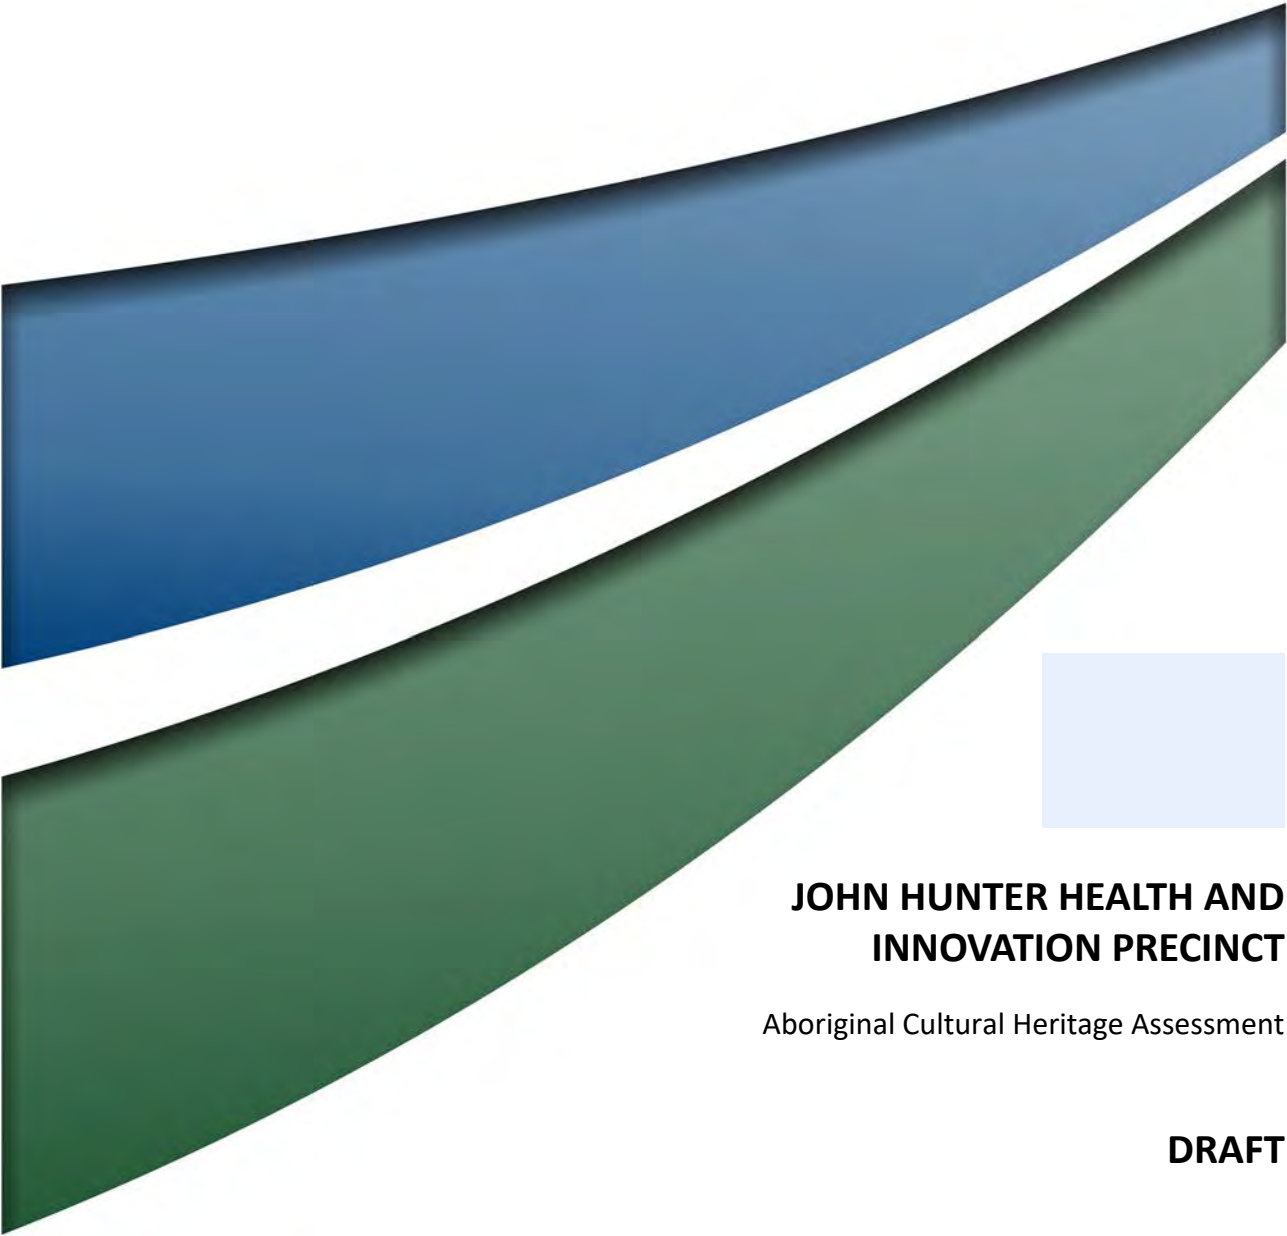 JOHN HUNTER HEALTH AND
INNOVATION PRECINCT
Aboriginal Cultural Heritage Assessment
DRAFT